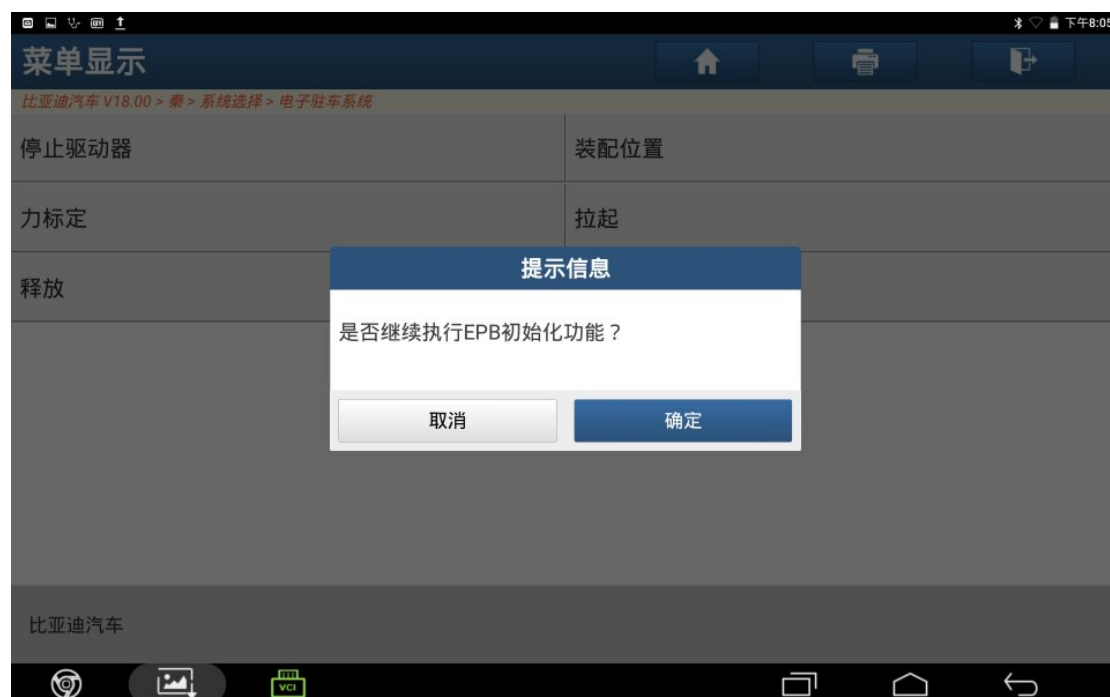 下午8:05
菜单显示
比亚迪汽车 V18.00 > 秦 > 系统选择 > 电子驻车系统
停止驱动器
装配位置
力标定
拉起
释放
提示信息
是否继续执行EPB初始化功能？
取消
确定
比亚迪汽车
VCI